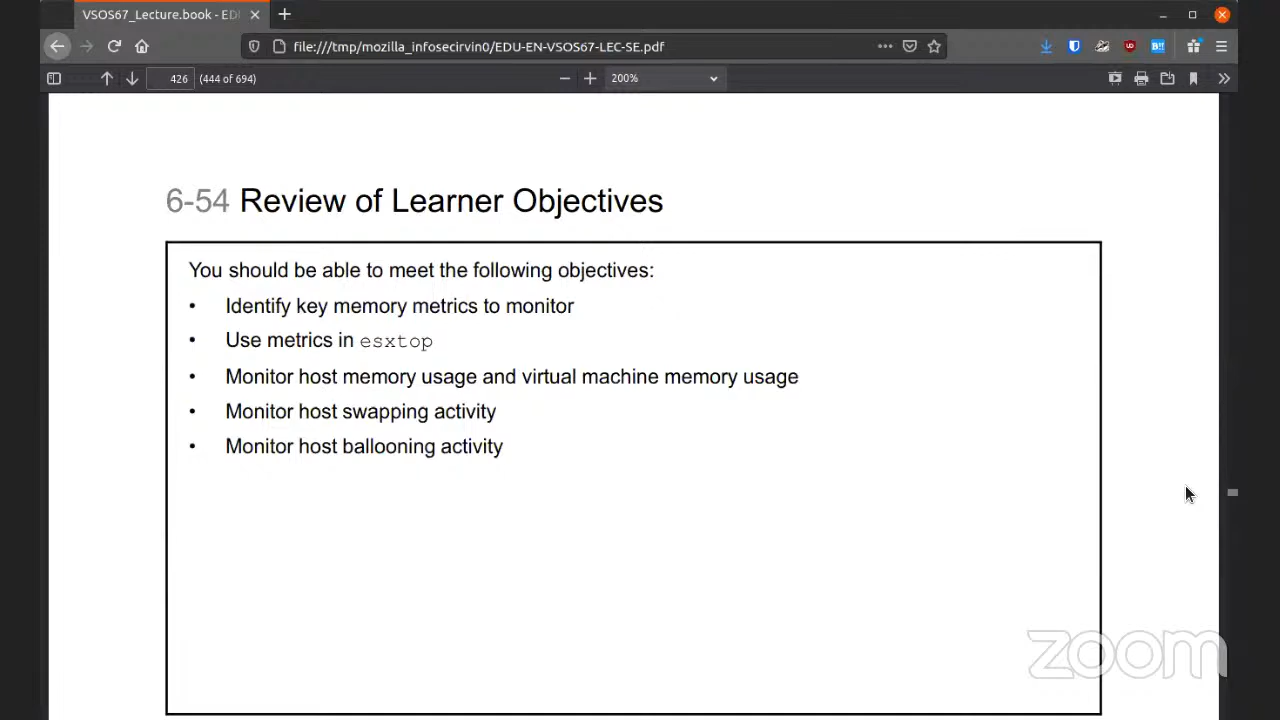 VSOS67_Lecture.book - EDU
file:///tmp/mozilla_infosecirvin0/EDU-EN-VSOS67-LEC-SE.pdf
426 (444 of 694)
200%
6-54 Review of Learner Objectives
You should be able to meet the following objectives:
• Identify key memory metrics to monitor
• Use metrics in esxtop
• Monitor host memory usage and virtual machine memory usage
• Monitor host swapping activity
• Monitor host ballooning activity
zoom